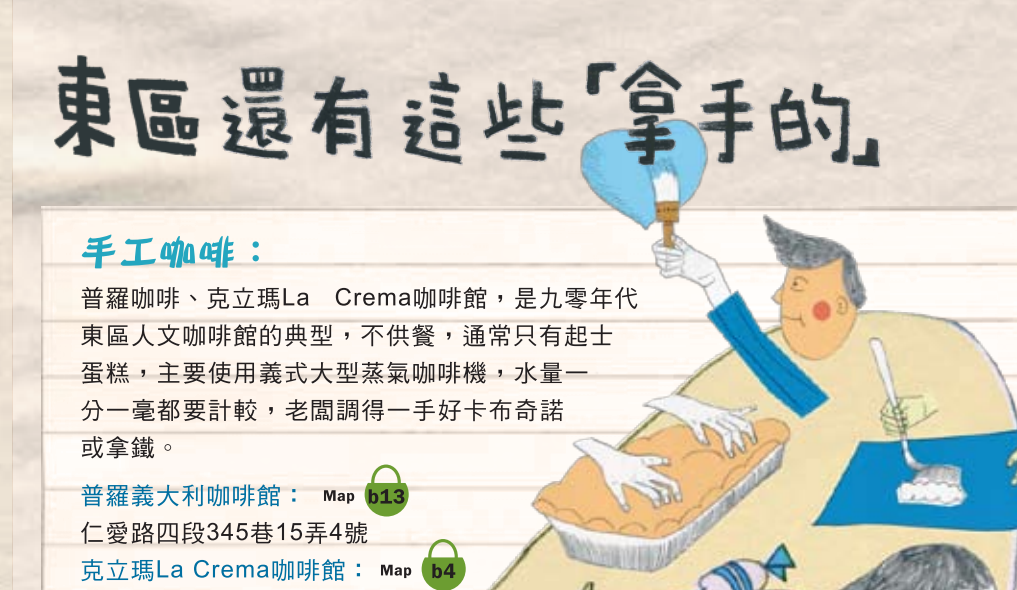 東區還有這些「拿手的」
手工咖啡：
普羅咖啡、克立瑪La Crema咖啡館，是九零年代
東區人文咖啡館的典型，不供餐，通常只有起士
蛋糕，主要使用義式大型蒸氣咖啡機，水量一
分一毫都要計較，老闆調得一手好卡布奇諾
或拿鐵。
普羅義大利咖啡館： Map b13
仁愛路四段345巷15弄4號
克立瑪La Crema咖啡館： Map b4